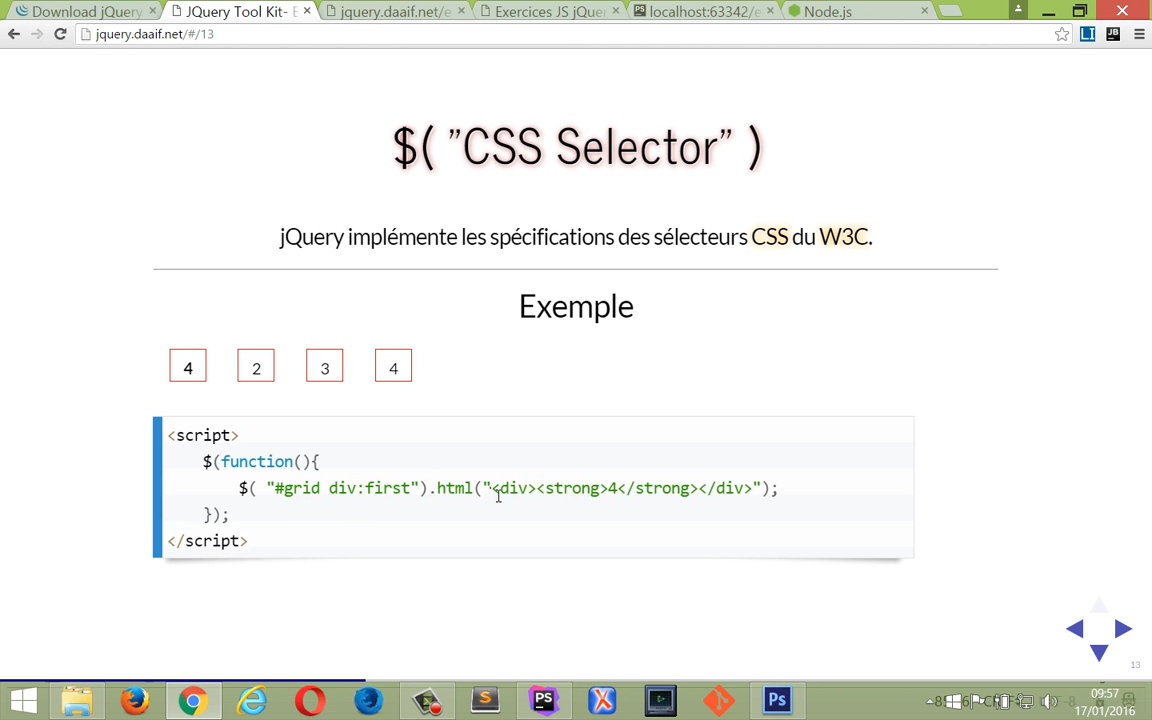 Download jQuery
JQuery Tool Kit- E
jquery.daaif.net/e
Exercices JS jQue
localhost:63342/e
Node.js
jquery.daaif.net/#/13
$( ”CSS Selector” )
jQuery implémente les spécifications des sélecteurs CSS du W3C.
Exemple
4 2 3 4
<script>
$(function(){
$( "#grid div:first").html("<div><strong>4</strong></div>");
});
</script>
13
09:57
17/01/2016